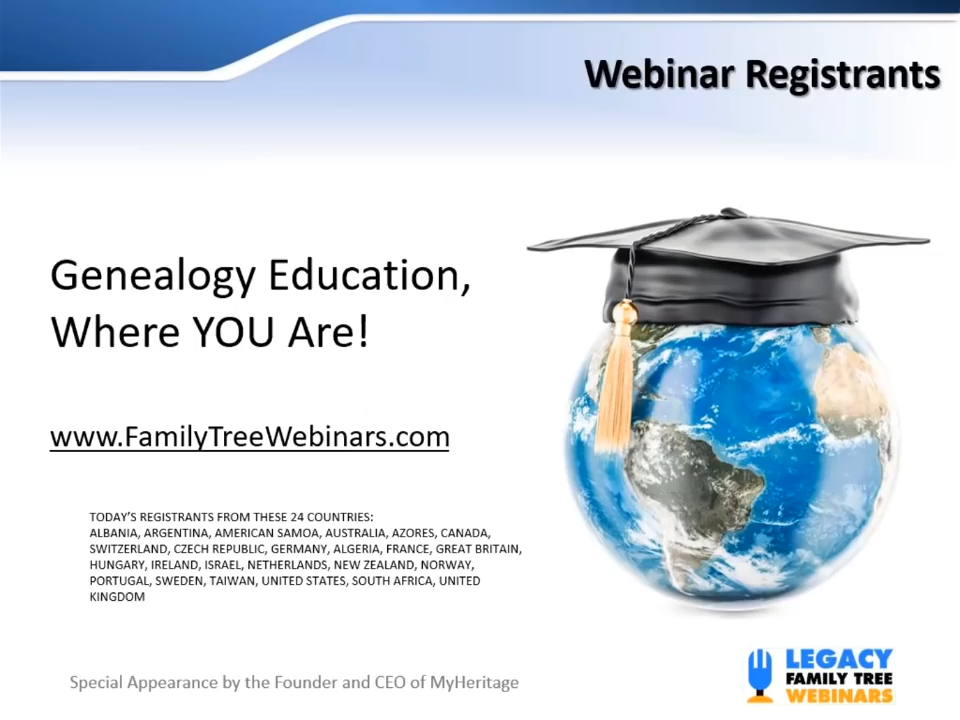 Webinar Registrants
Genealogy Education,
Where YOU Are!
www.FamilyTreeWebinars.com
TODAY'S REGISTRANTS FROM THESE 24 COUNTRIES:
ALBANIA, ARGENTINA, AMERICAN SAMOA, AUSTRALIA, AZORES, CANADA,
SWITZERLAND, CZECH REPUBLIC, GERMANY, ALGERIA, FRANCE, GREAT BRITAIN,
HUNGARY, IRELAND, ISRAEL, NETHERLANDS, NEW ZEALAND, NORWAY,
PORTUGAL, SWEDEN, TAIWAN, UNITED STATES, SOUTH AFRICA, UNITED
KINGDOM
Special Appearance by the Founder and CEO of MyHeritage
LEGACY
FAMILY TREE
WEBINARS